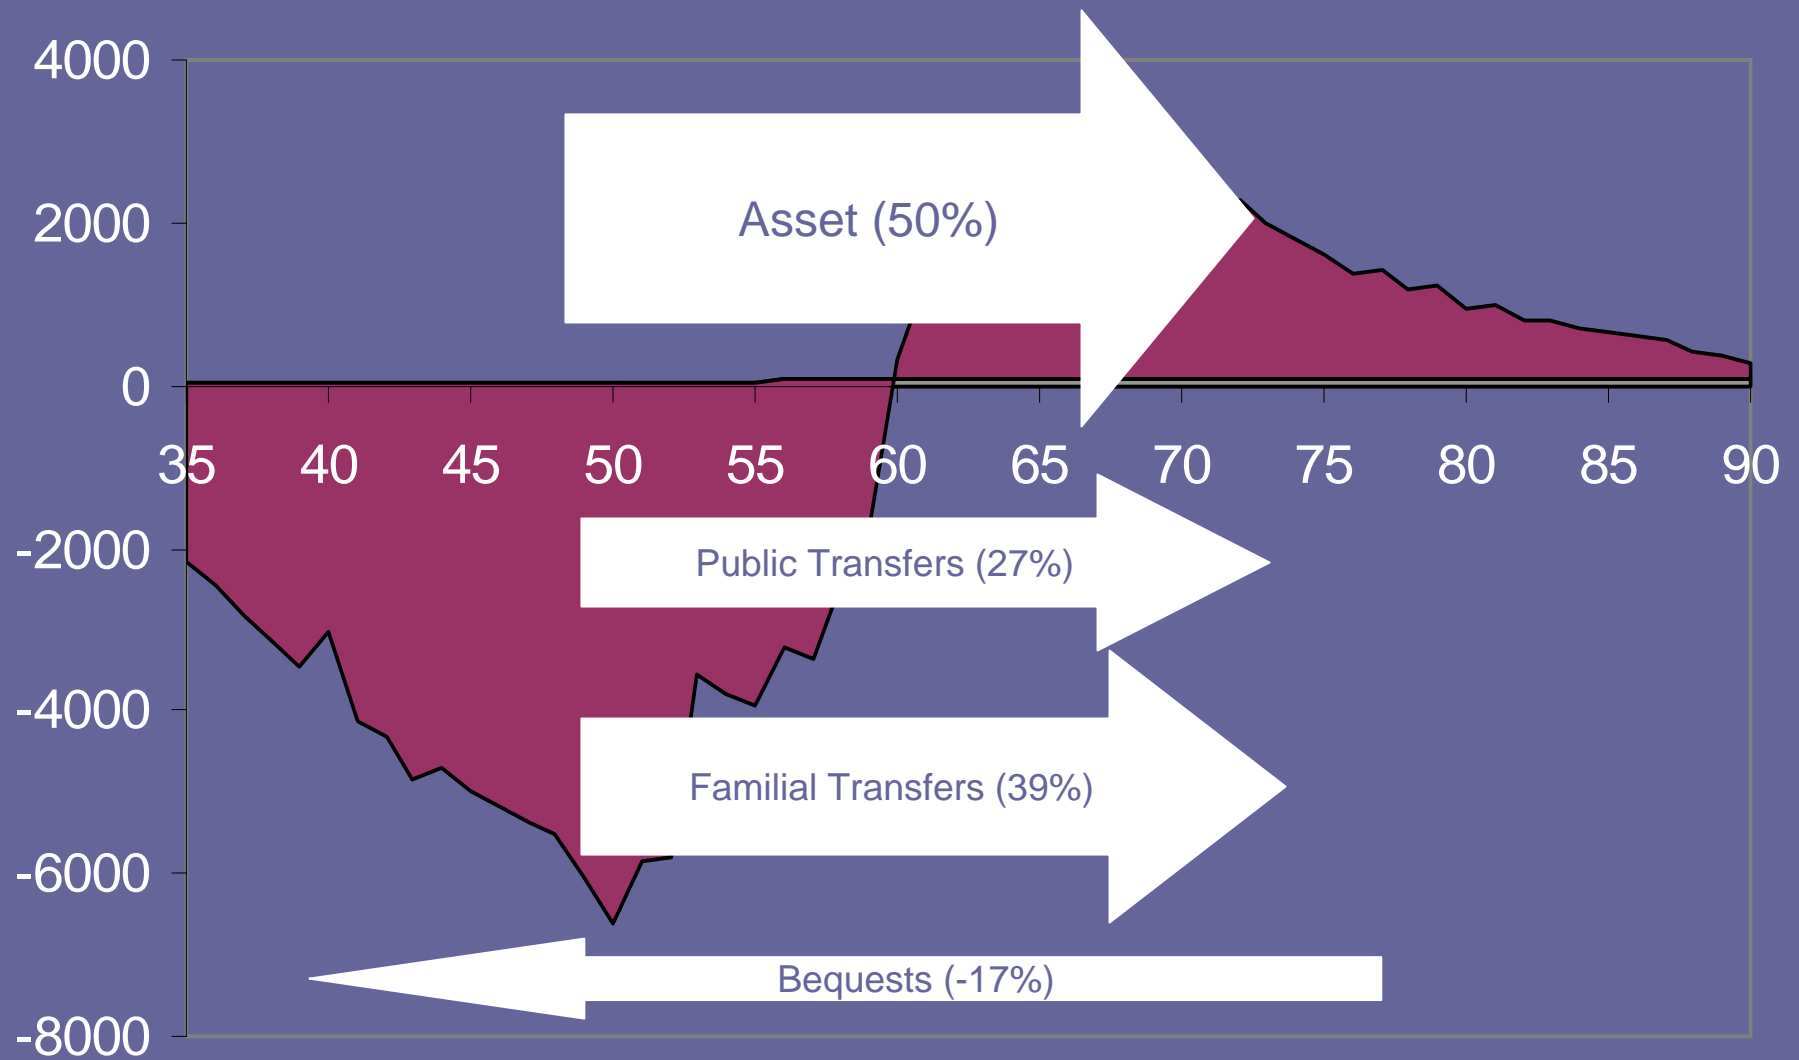 4000
2000
0
-2000
-4000
-6000
-8000
35 40 45 50 55 60 65 70 75 80 85 90
Asset (50%)
Public Transfers (27%)
Familial Transfers (39%)
Bequests (-17%)